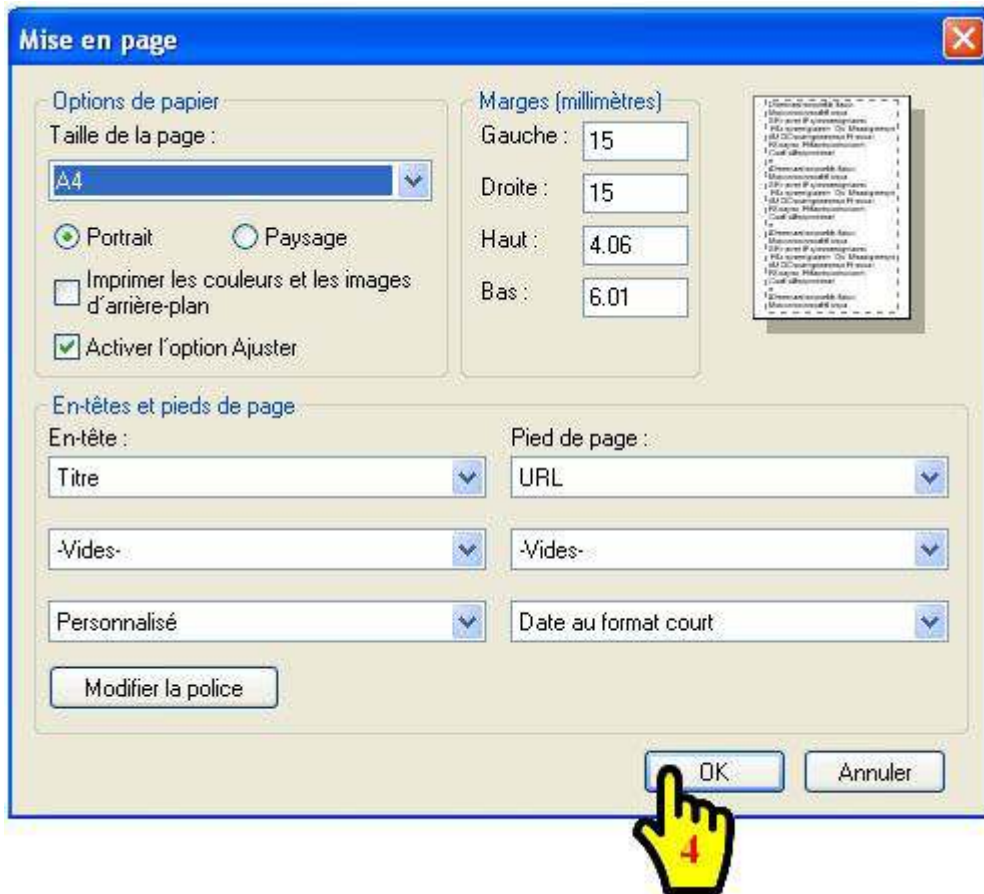 Mise en page
Options de papier
Taille de la page :
A4
Portrait
Paysage
Imprimer les couleurs et les images
d'arrière-plan
Activer l'option Ajuster
Marges (millimètres)
Gauche : 15
Droite : 15
Haut : 4.06
Bas : 6.01
En-têtes et pieds de page
En-tête :
Titre
-Vides-
Personnalisé
Pied de page :
URL
-Vides-
Date au format court
Modifier la police
OK
Annuler
4